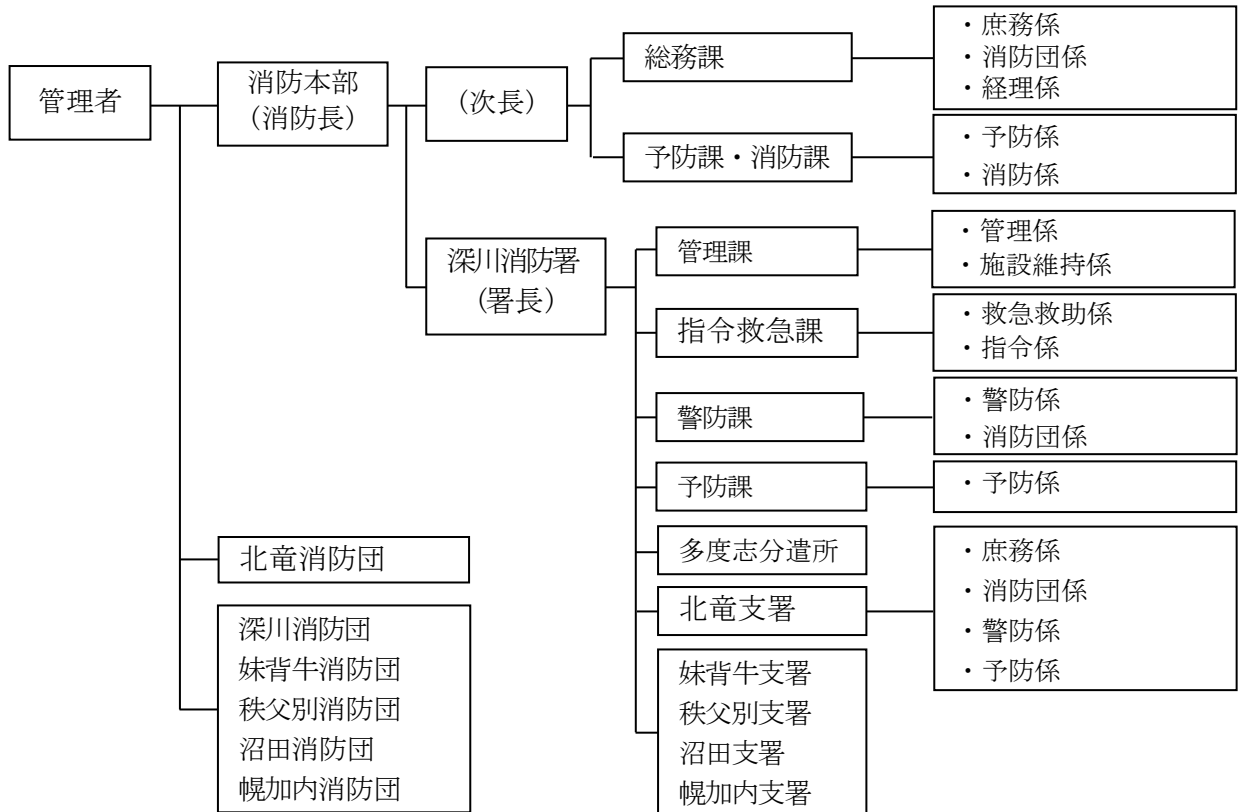 管理者
消防本部
(消防長)
(次長)
総務課
・庶務係
・消防団係
・経理係
予防課・消防課
・予防係
・消防係
深川消防署
(署長)
管理課
・管理係
・施設維持係
指令救急課
・救急救助係
・指令係
警防課
・警防係
・消防団係
予防課
・予防係
多度志分遣所
北竜支署
・庶務係
・消防団係
・警防係
・予防係
妹背牛支署
秩父別支署
沼田支署
幌加内支署
北竜消防団
深川消防団
妹背牛消防団
秩父別消防団
沼田消防団
幌加内消防団